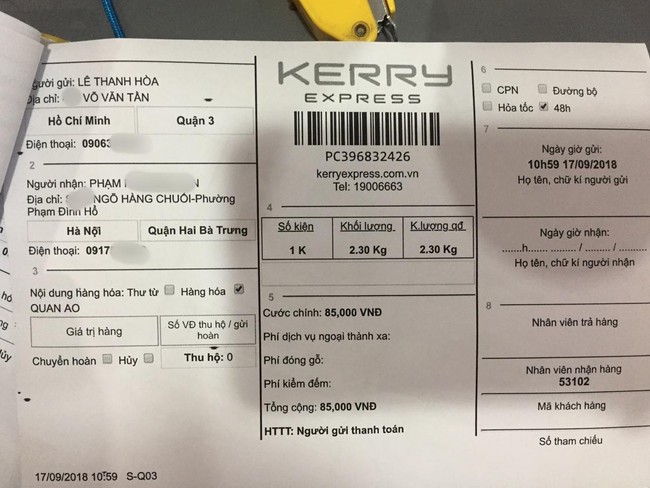 gười gửi: LÊ THANH HÒA
Địa chỉ: VÕ VĂN TẦN
Hồ Chí Minh Quận 3
Điện thoại: 09063
2
Người nhận: PHẠM N
Địa chỉ: S NGÕ HÀNG CHUỐI-Phường
Phạm Đình Hổ
Hà Nội Quận Hai Bà Trưng
Điện thoại: 0917
3
Nội dung hàng hóa: Thư từ Hàng hóa
QUAN AO
Giá trị hàng Số VĐ thu hộ / gửi hoàn
Chuyển hoàn Hủy Thu hộ: 0
17/09/2018 10:59 S-Q03
KERRY
EXPRESS
PC396832426
kerryexpress.com.vn
Tel: 19006663
4
Số kiện Khối lượng K.lượng qđ
1 K 2.30 Kg 2.30 Kg
5
Cước chính: 85,000 VNĐ
Phí dịch vụ ngoại thành xa:
Phí đóng gỗ:
Phí kiểm đếm:
Tổng cộng: 85,000 VNĐ
HTTT: Người gửi thanh toán
6
CPN Đường bộ
Hỏa tốc 48h
7
Ngày giờ gửi:
10h59 17/09/2018
Họ tên, chữ kí người gửi
Ngày giờ nhận:
......h...... ....... / ....... / .......
Họ tên, chữ kí người nhận
8
Nhân viên trả hàng
Nhân viên nhận hàng
53102
Mã khách hàng
Số tham chiếu